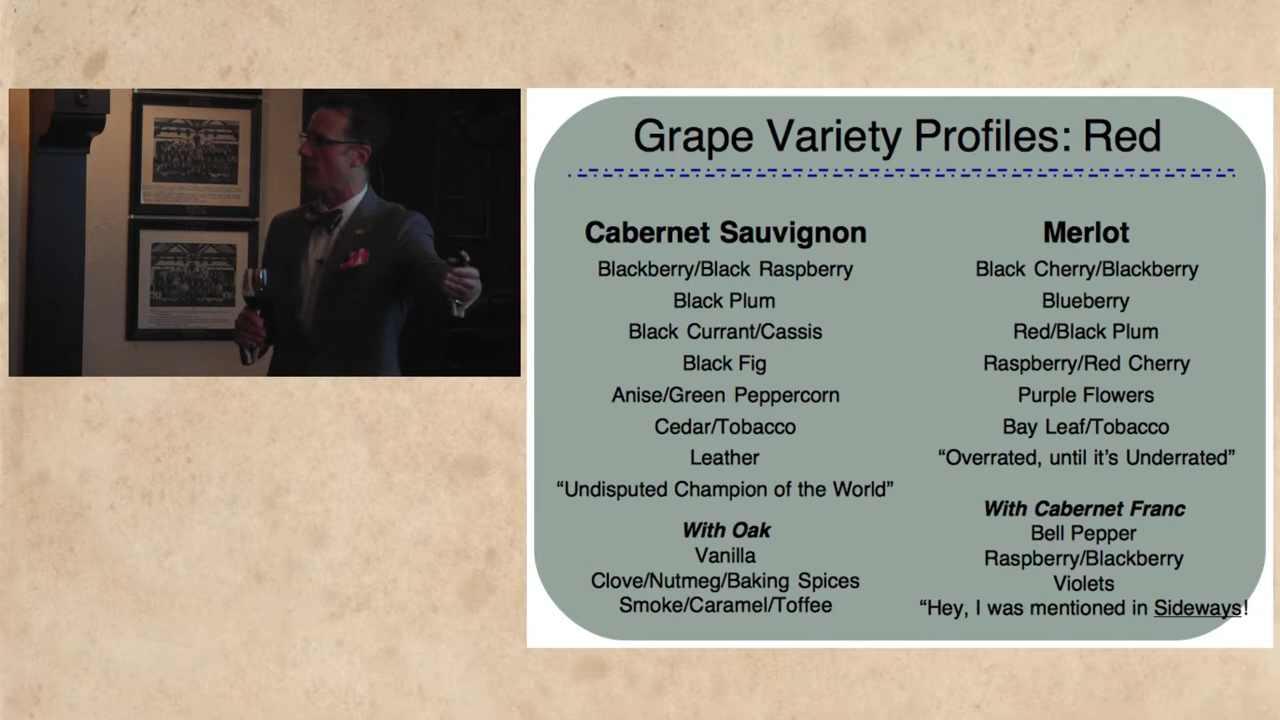 Grape Variety Profiles: Red
Cabernet Sauvignon
Blackberry/Black Raspberry
Black Plum
Black Currant/Cassis
Black Fig
Anise/Green Peppercorn
Cedar/Tobacco
Leather
“Undisputed Champion of the World”
With Oak
Vanilla
Clove/Nutmeg/Baking Spices
Smoke/Caramel/Toffee
Merlot
Black Cherry/Blackberry
Blueberry
Red/Black Plum
Raspberry/Red Cherry
Purple Flowers
Bay Leaf/Tobacco
“Overrated, until it’s Underrated”
With Cabernet Franc
Bell Pepper
Raspberry/Blackberry
Violets
“Hey, I was mentioned in Sideways!